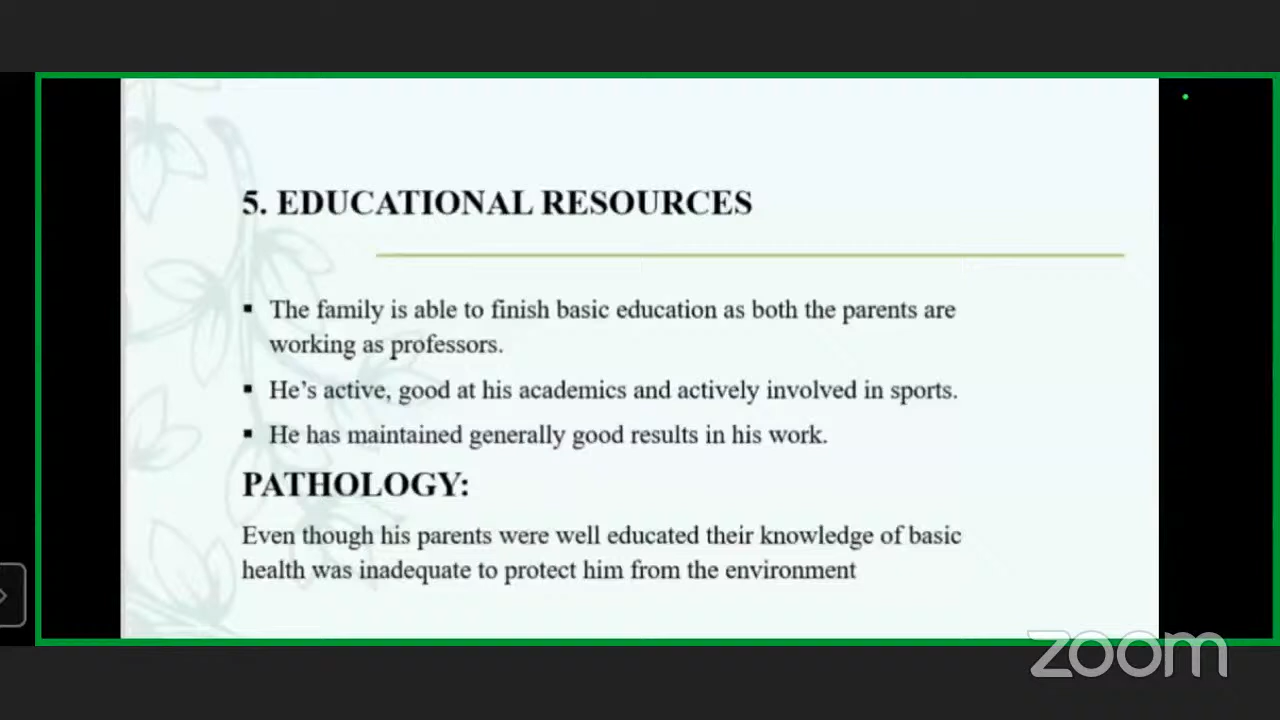 5. EDUCATIONAL RESOURCES
▪ The family is able to finish basic education as both the parents are
working as professors.
▪ He's active, good at his academics and actively involved in sports.
▪ He has maintained generally good results in his work.
PATHOLOGY:
Even though his parents were well educated their knowledge of basic
health was inadequate to protect him from the environment
zoom